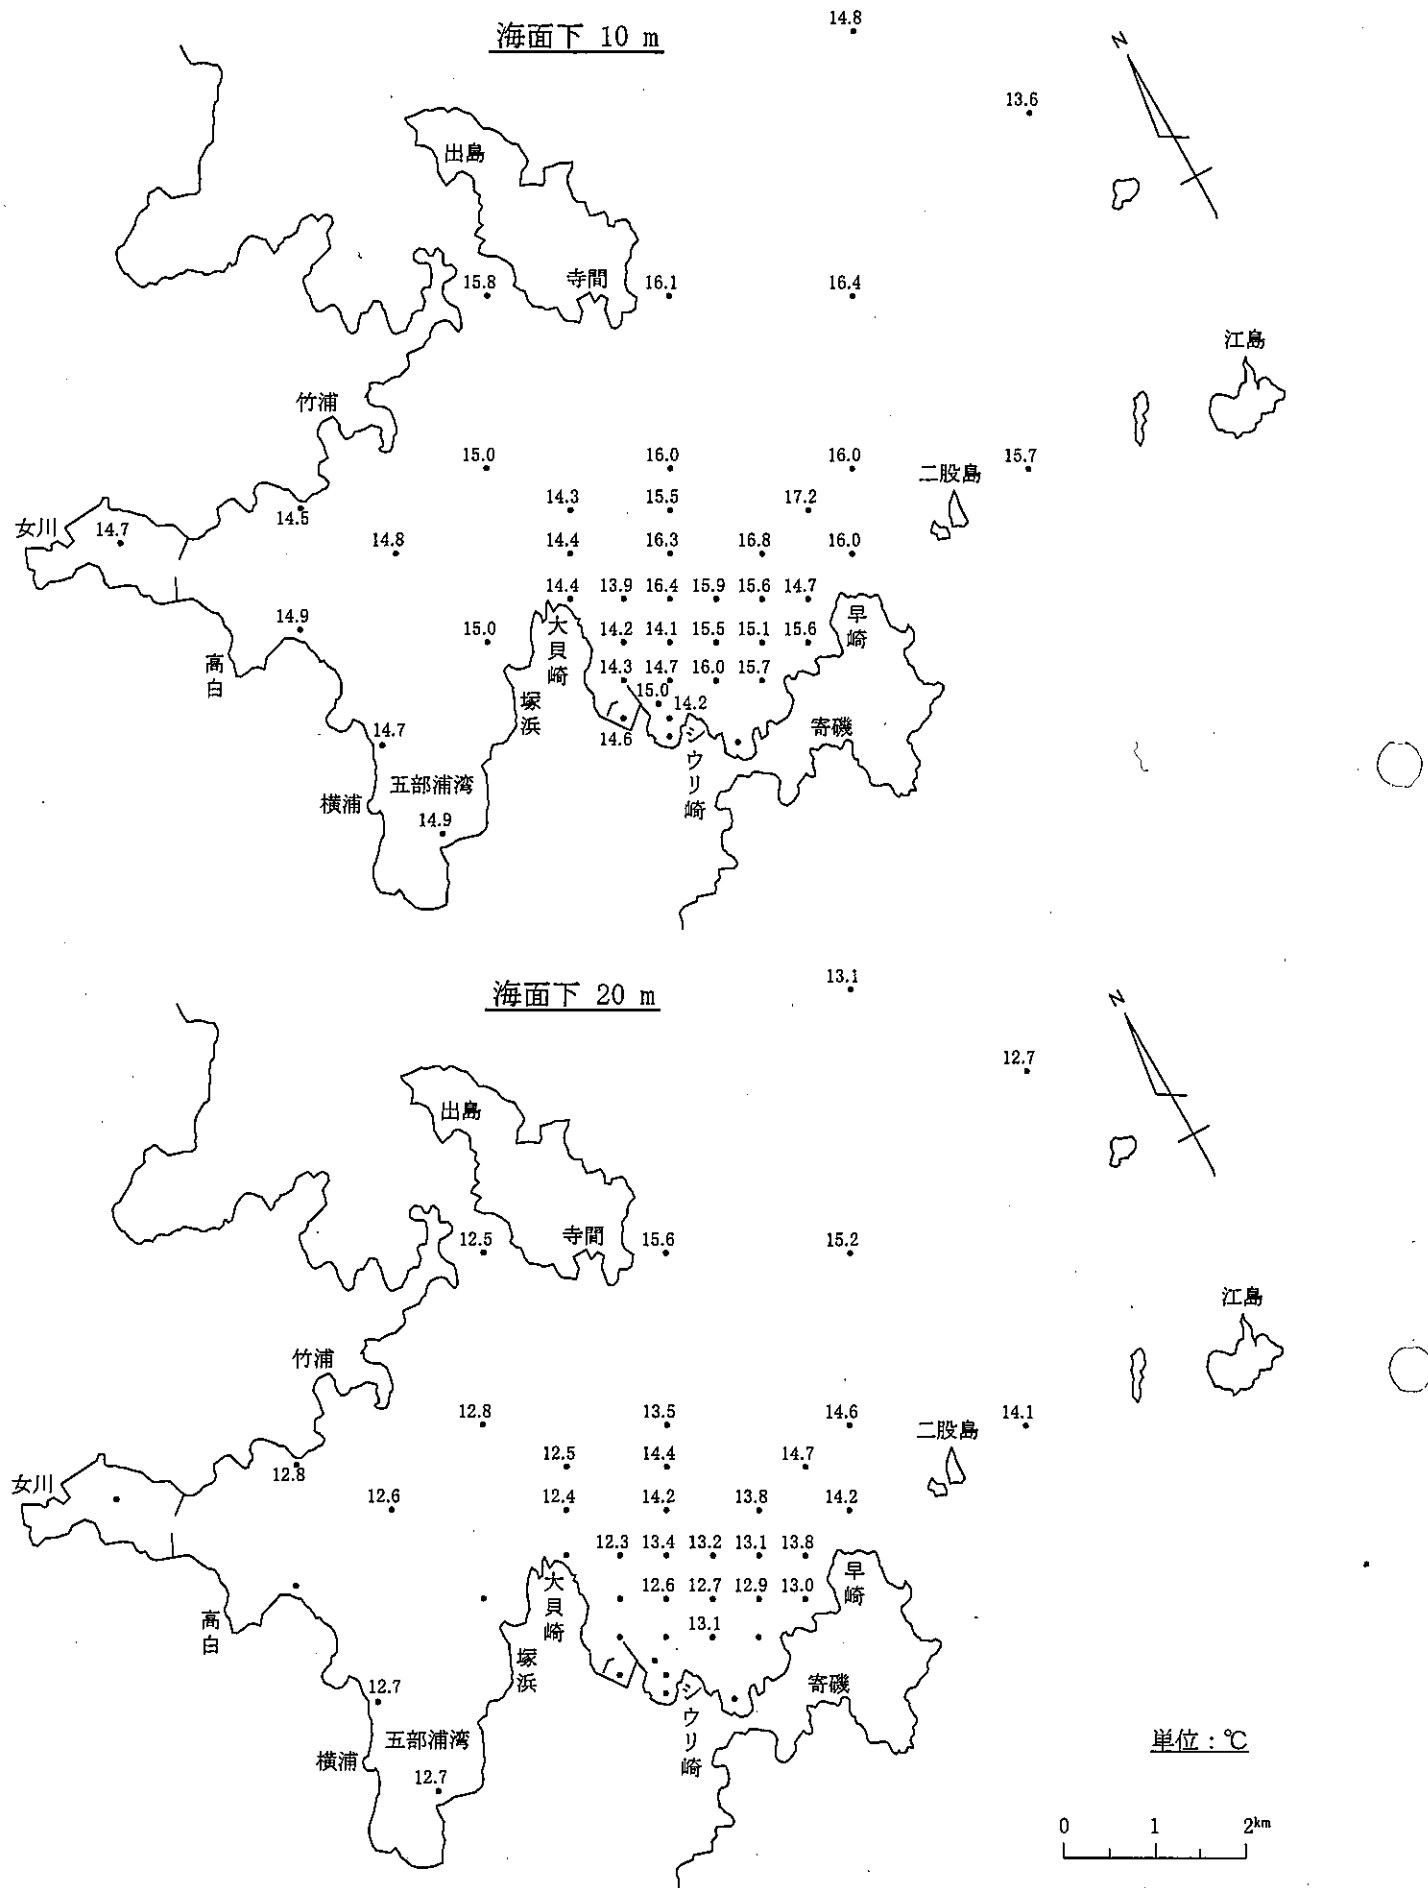 海面下 10 m
14.8
13.6
N
出島
寺間
15.8
16.1
16.4
江島
竹浦
15.0
16.0
16.0
二股島
15.7
14.3
15.5
17.2
女川
14.7
14.5
14.8
14.4
16.3
16.8
16.0
14.4
13.9
16.4
15.9
15.6
14.7
14.9
15.0
大貝崎
14.2
14.1
15.5
15.1
15.6
早崎
高白
14.3
14.7
16.0
15.7
塚浜
15.0
14.2
14.6
シウリ崎
寄磯
14.7
五部浦湾
横浦
14.9
海面下 20 m
13.1
12.7
N
出島
寺間
12.5
15.6
15.2
江島
竹浦
12.8
13.5
14.6
二股島
14.1
12.5
14.4
14.7
女川
12.8
12.6
12.4
14.2
13.8
14.2
12.3
13.4
13.2
13.1
13.8
大貝崎
12.6
12.7
12.9
13.0
早崎
高白
13.1
塚浜
シウリ崎
寄磯
12.7
五部浦湾
横浦
12.7
単位：℃
0 1 2km